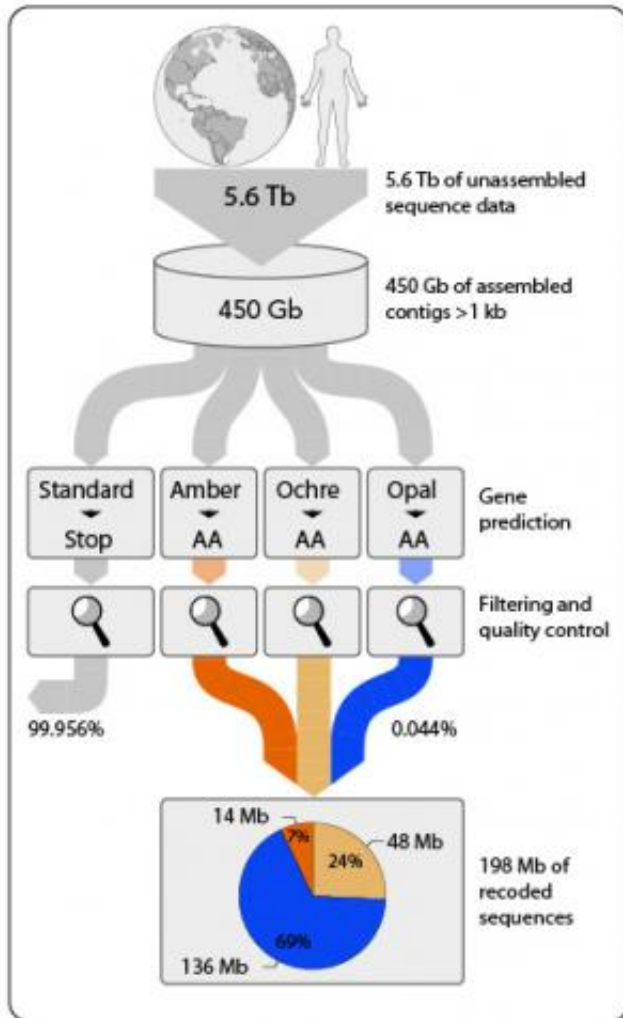 5.6 Tb
5.6 Tb of unassembled
sequence data
450 Gb
450 Gb of assembled
contigs >1 kb
Standard
Stop
Amber
AA
Ochre
AA
Opal
AA
Gene
prediction
Filtering and
quality control
99.956%
0.044%
14 Mb
7%
48 Mb
24%
69%
136 Mb
198 Mb of
recoded
sequences